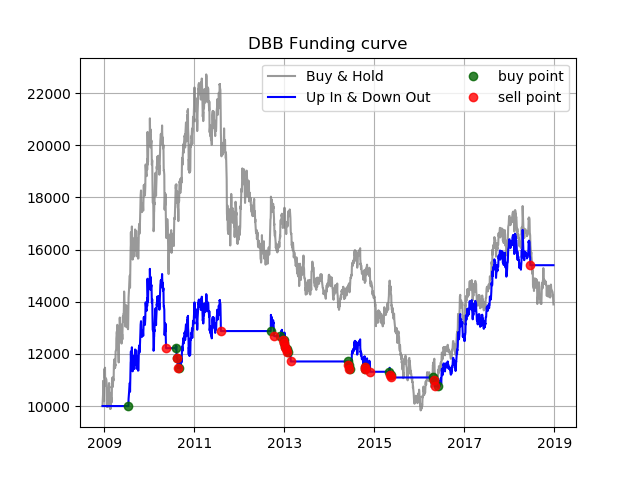 DBB Funding curve
Buy & Hold
Up In & Down Out
buy point
sell point
22000
20000
18000
16000
14000
12000
10000
2009 2011 2013 2015 2017 2019